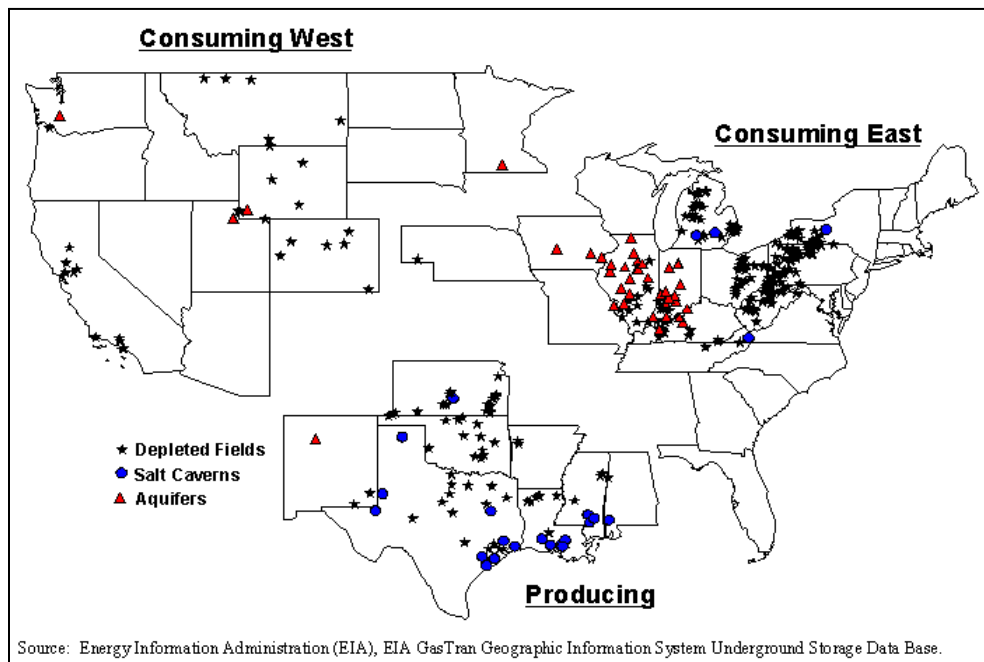 Consuming West
Consuming East
Depleted Fields
Salt Caverns
Aquifers
Producing
Source: Energy Information Administration (EIA), EIA GasTran Geographic Information System Underground Storage Data Base.